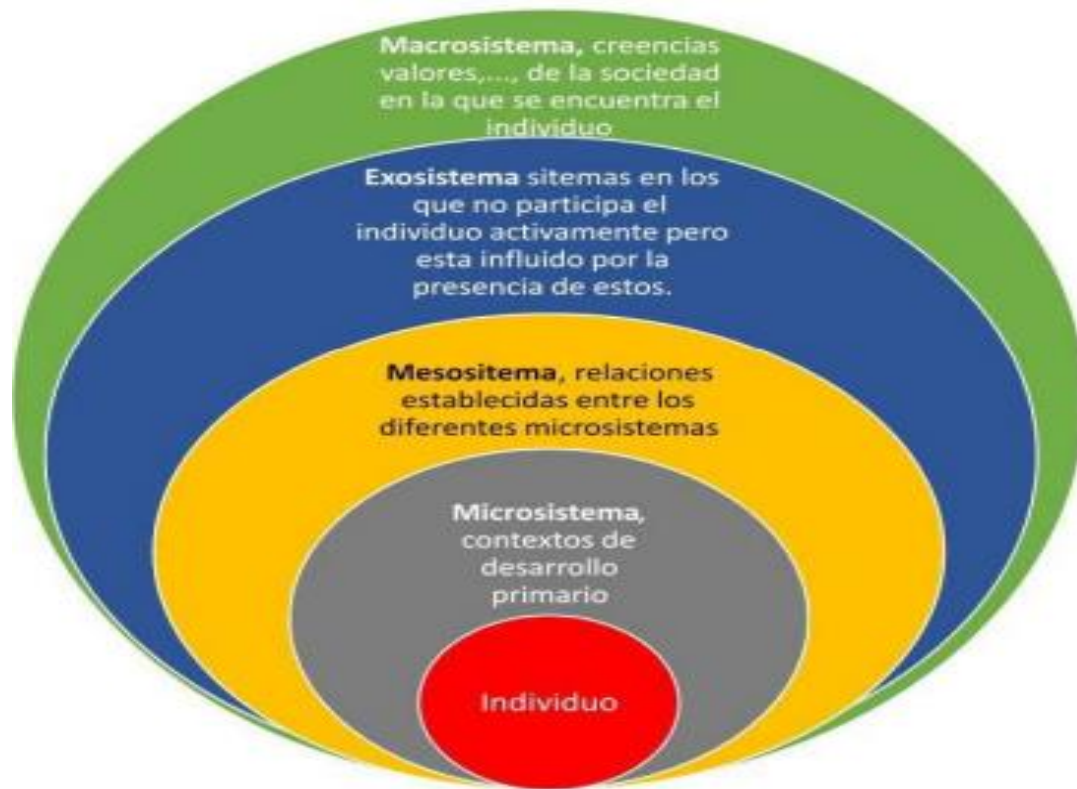 Macrosistema, creencias
valores,..., de la sociedad
en la que se encuentra el
individuo
Exosistema sitemas en los
que no participa el
individuo activamente pero
esta influido por la
presencia de estos.
Mesositema, relaciones
establecidas entre los
diferentes microsistemas
Microsistema,
contextos de
desarrollo
primario
Individuo